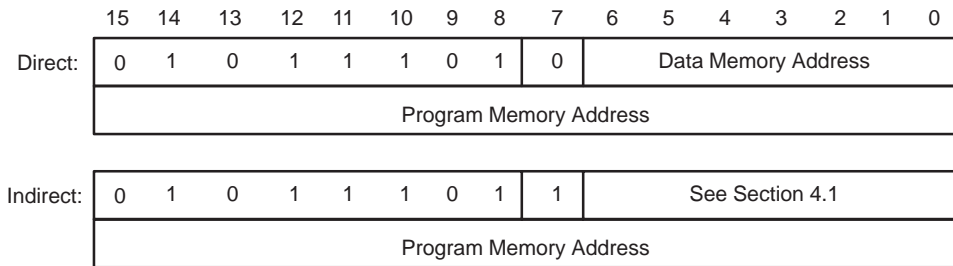 15 14 13 12 11 10 9 8 7 6 5 4 3 2 1 0
Direct: 0 1 0 1 1 1 0 1 0 Data Memory Address
Program Memory Address
Indirect: 0 1 0 1 1 1 0 1 1 See Section 4.1
Program Memory Address